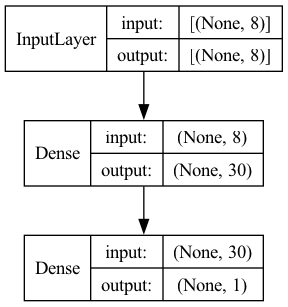 InputLayer
input: [(None, 8)]
output: [(None, 8)]
Dense
input: (None, 8)
output: (None, 30)
Dense
input: (None, 30)
output: (None, 1)